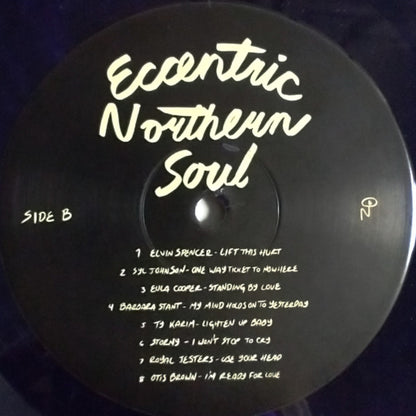 Eccentric
Northern
Soul
SIDE B
1 ELVIN SPENCER - LIFT THIS HURT
2 SYL JOHNSON - ONE WAY TICKET TO NOWHERE
3 EULA COOPER - STANDING BY LOVE
4 BARBARA STANT - MY MIND HOLDS ON TO YESTERDAY
5 TY KARIM - LIGHTEN UP BABY
6 STORMY - I WON'T STOP TO CRY
7 ROYAL JESTERS - USE YOUR HEAD
8 OTIS BROWN - I'M READY FOR LOVE